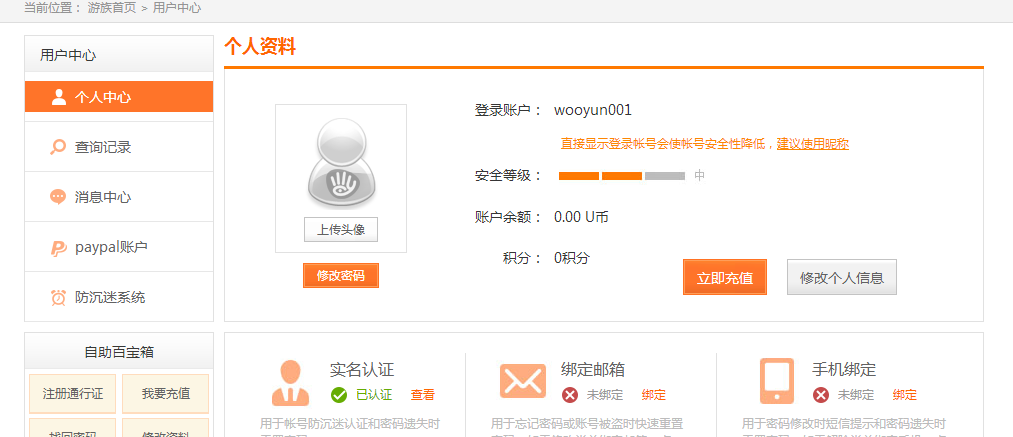 当前位置： 游族首页 > 用户中心
用户中心
个人中心
查询记录
消息中心
paypal账户
防沉迷系统
自助百宝箱
注册通行证 我要充值
找回密码 修改资料
个人资料
上传头像
修改密码
登录账户： wooyun001
直接显示登录帐号会使帐号安全性降低，建议使用昵称
安全等级： 中
账户余额： 0.00 U币
积分： 0积分
立即充值 修改个人信息
实名认证
已认证 查看
用于帐号防沉迷认证和密码遗失时
绑定邮箱
未绑定 绑定
用于忘记密码或账号被盗时快速重置
手机绑定
未绑定 绑定
用于密码修改时短信提示和密码遗失时